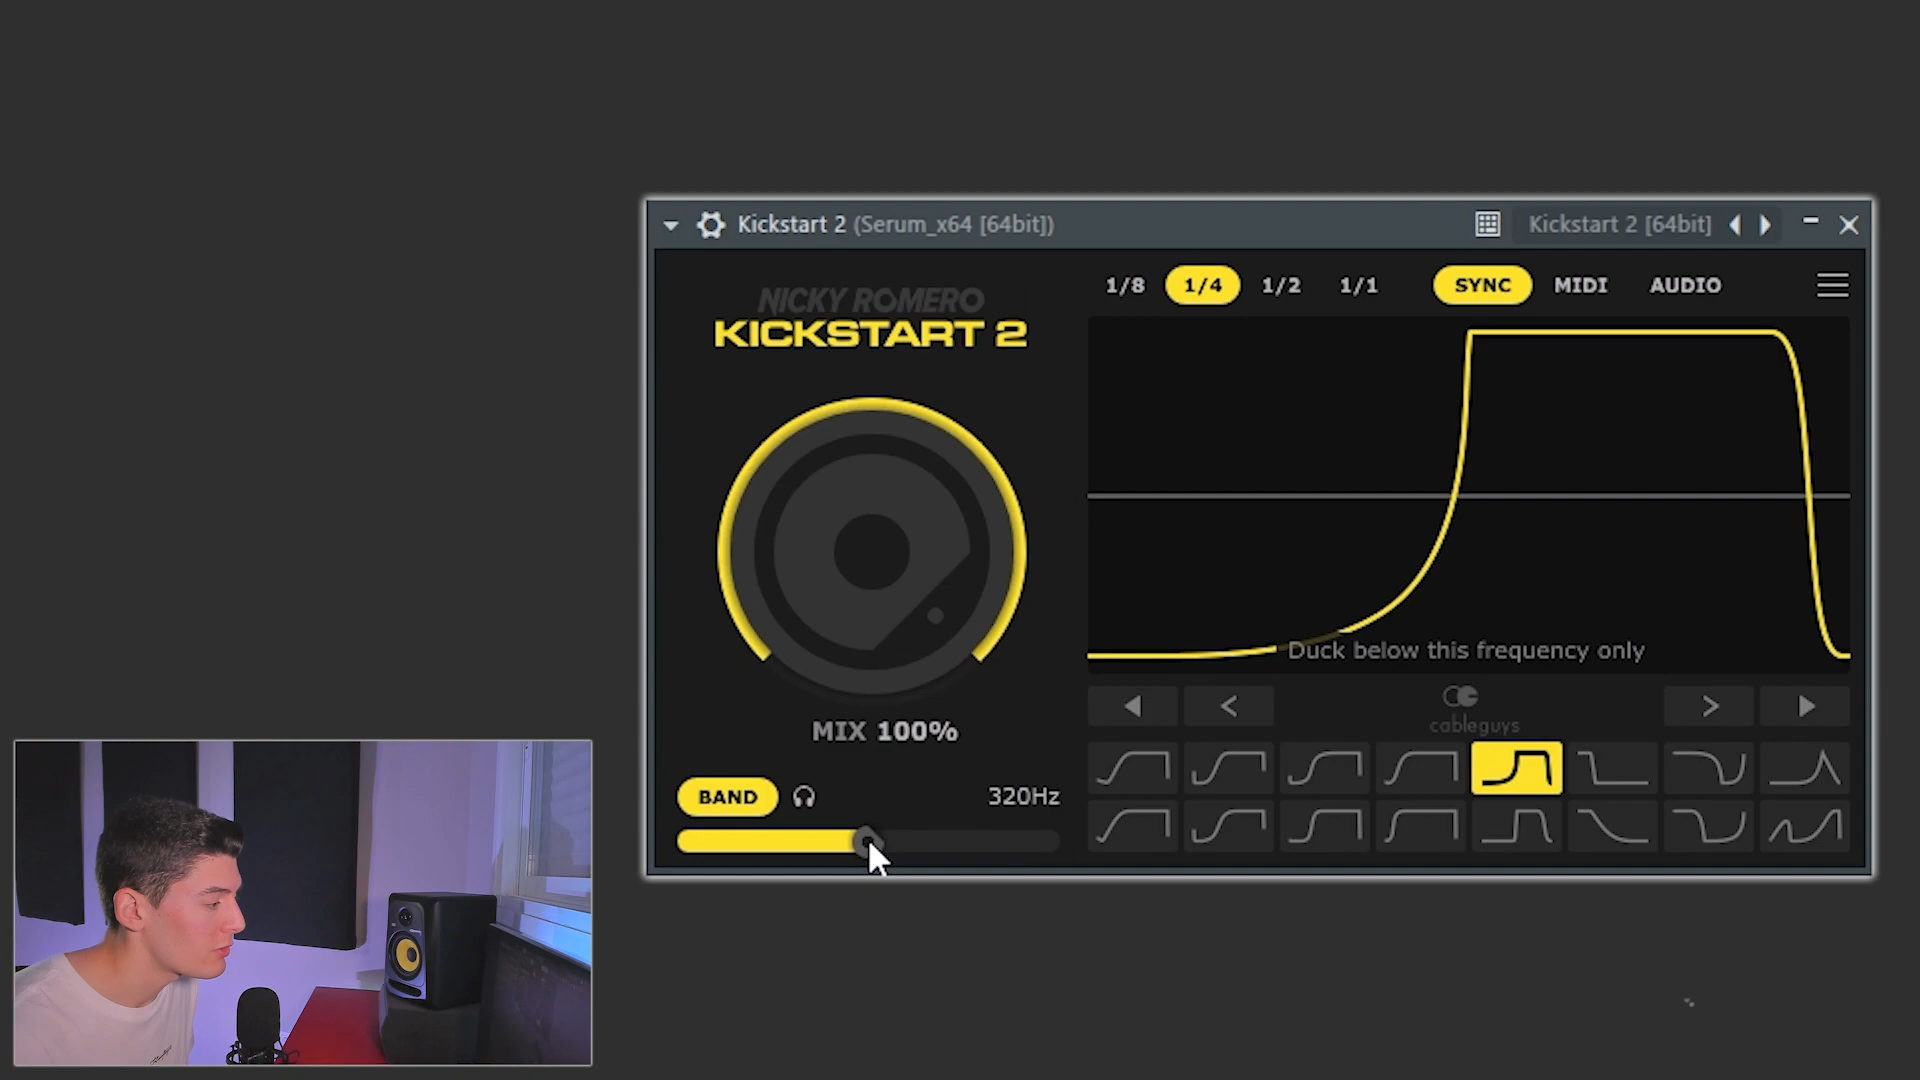 Kickstart 2 (Serum_x64 [64bit])
Kickstart 2 [64bit]
NICKY ROMERO
KICKSTART 2
1/8 1/4 1/2 1/1 SYNC MIDI AUDIO
Duck below this frequency only
cableguys
MIX 100%
BAND 320Hz